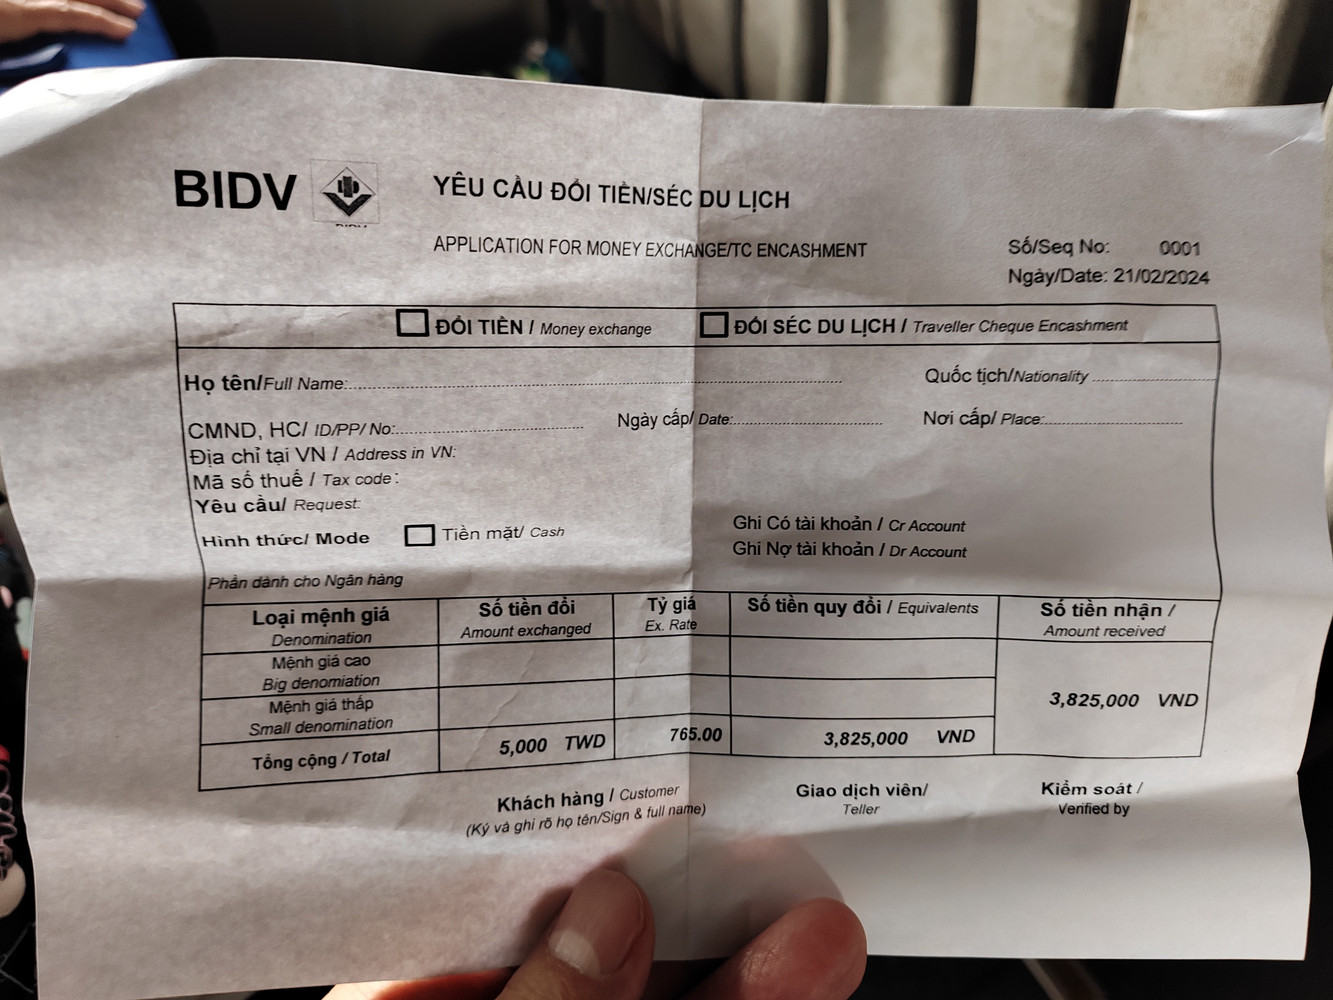 BIDV
YÊU CẦU ĐỔI TIỀN/SÉC DU LỊCH
APPLICATION FOR MONEY EXCHANGE/TC ENCASHMENT
Số/Seq No: 0001
Ngày/Date: 21/02/2024
ĐỔI TIỀN / Money exchange
ĐỔI SÉC DU LỊCH / Traveller Cheque Encashment
Họ tên/Full Name:
Quốc tịch/Nationality
CMND, HC/ ID/PP/ No:
Ngày cấp/ Date:
Nơi cấp/ Place:
Địa chỉ tại VN / Address in VN:
Mã số thuế / Tax code:
Yêu cầu/ Request:
Hình thức/ Mode
Tiền mặt/ Cash
Ghi Có tài khoản / Cr Account
Ghi Nợ tài khoản / Dr Account
Phần dành cho Ngân hàng
Loại mệnh giá
Denomination
Số tiền đổi
Amount exchanged
Tỷ giá
Ex. Rate
Số tiền quy đổi / Equivalents
Số tiền nhận /
Amount received
Mệnh giá cao
Big denomiation
Mệnh giá thấp
Small denomination
3,825,000 VND
Tổng cộng / Total
5,000 TWD
765.00
3,825,000 VND
Khách hàng / Customer
(Ký và ghi rõ họ tên/Sign & full name)
Giao dịch viên/
Teller
Kiểm soát /
Verified by